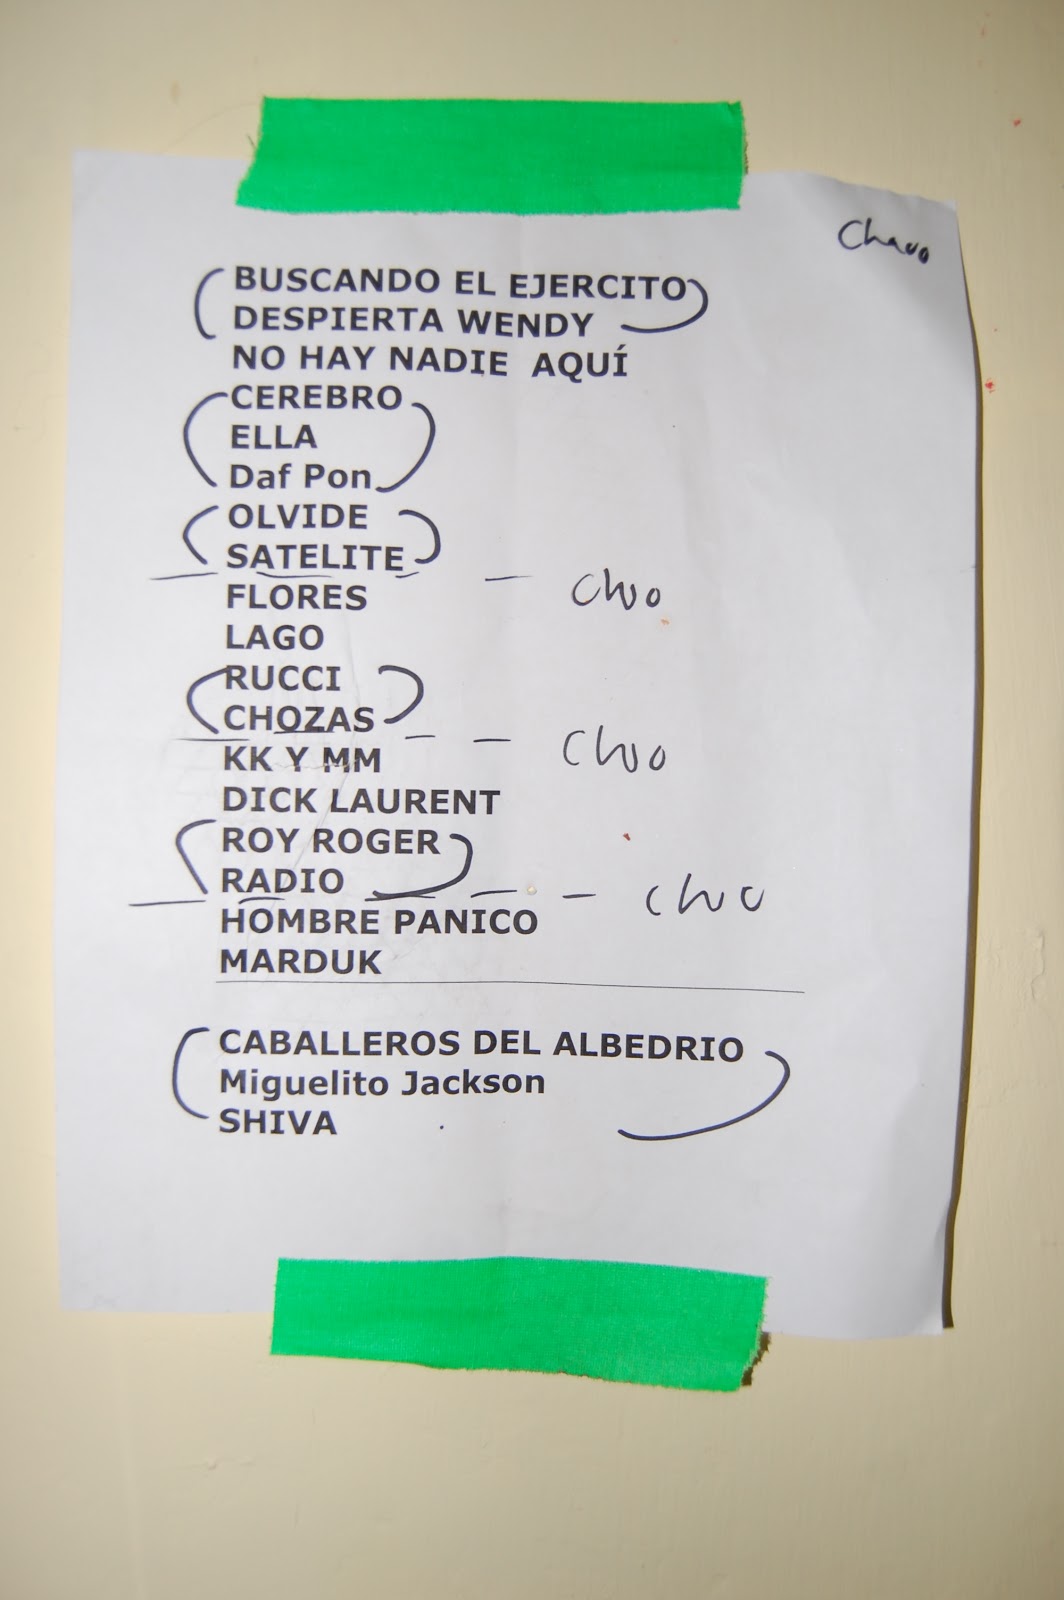 Chavo
BUSCANDO EL EJERCITO
DESPIERTA WENDY
NO HAY NADIE AQUÍ
CEREBRO
ELLA
Daf Pon
OLVIDE
SATELITE
Chvo
FLORES
LAGO
RUCCI
CHOZAS
Chvo
KK Y MM
DICK LAURENT
ROY ROGER
RADIO
HOMBRE PANICO
MARDUK
CABALLEROS DEL ALBEDRIO
Miguelito Jackson
SHIVA